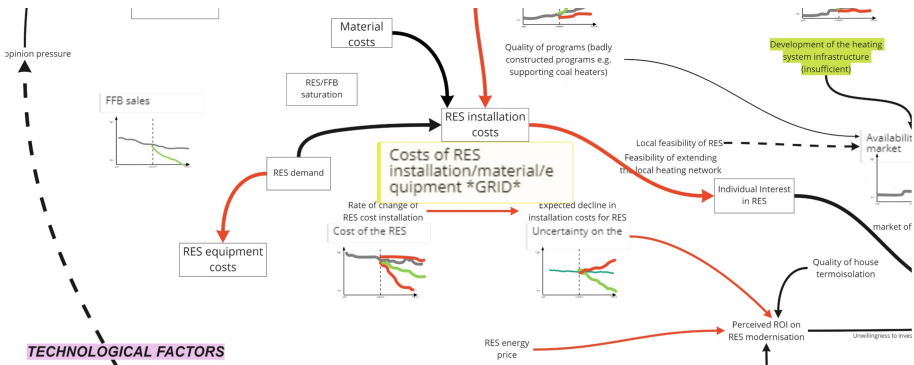 opinion pressure
Material
costs
Quality of programs (badly
constructed programs e.g.
supporting coal heaters)
Development of the heating
system infrastructure
(insufficient)
RES/FFB
saturation
FFB sales
RES installation
costs
Local feasibility of RES
Availabilit
market
Costs of RES
installation/material/e
quipment *GRID*
Feasibility of extending
the local heating network
RES demand
Individual Interest
in RES
Rate of change of
RES cost installation
Expected decline in
installation costs for RES
Cost of the RES
Uncertainty on the
market of
RES equipment
costs
Quality of house
termoisolation
Perceived ROI on
RES modernisation
Unwillingness to inves
RES energy
price
TECHNOLOGICAL FACTORS